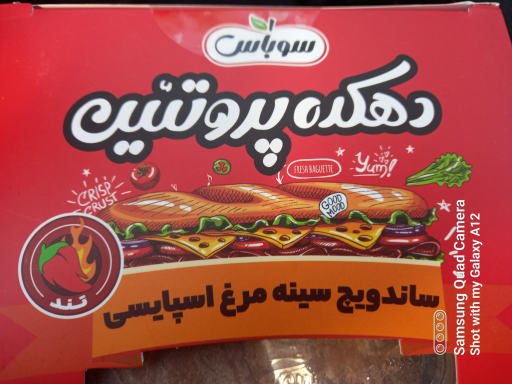 سوباس
دهکده پروتئین
FRESH BAGUETTE
Yum!
CRISP
CRUST
GOOD
MOOD
تند
ساندویچ سینه مرغ اسپایسی
Samsung Quad Camera
Shot with my Galaxy A12